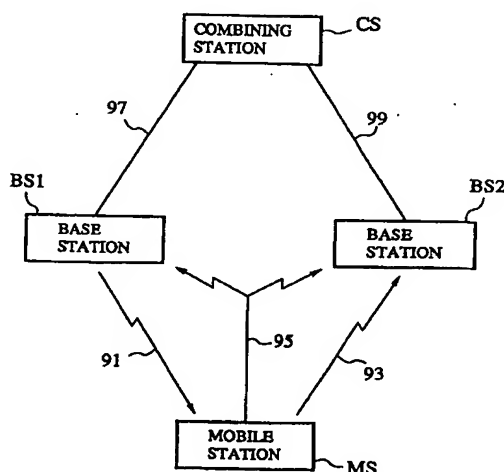 COMBINING
STATION
CS
97
99
BS1
BS2
BASE
STATION
BASE
STATION
91
95
93
MOBILE
STATION
MS